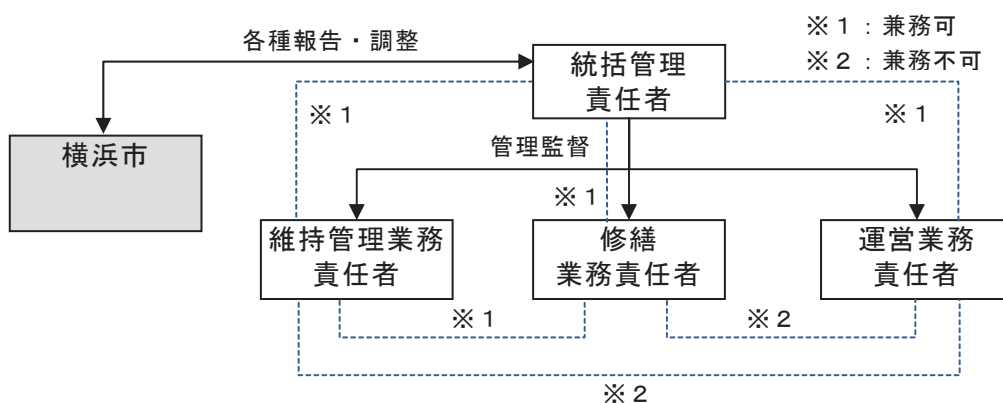 各種報告・調整
※1:兼務可
※2:兼務不可
統括管理
責任者
※1
※1
横浜市
管理監督
※1
維持管理業務
責任者
修繕
業務責任者
運営業務
責任者
※1
※2
※2